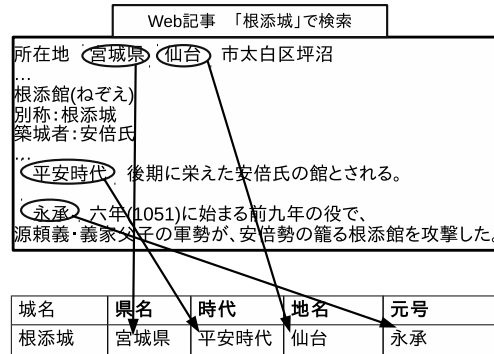 Web記事 「根添城」で検索
所在地 宮城県 仙台 市太白区坪沼
…
根添館(ねぞえ)
別称：根添城
築城者：安倍氏
…
平安時代 後期に栄えた安倍氏の館とされる。
永承 六年(1051)に始まる前九年の役で、
源頼義・義家父子の軍勢が、安倍勢の籠る根添館を攻撃した。
城名 県名 時代 地名 元号
根添城 宮城県 平安時代 仙台 永承